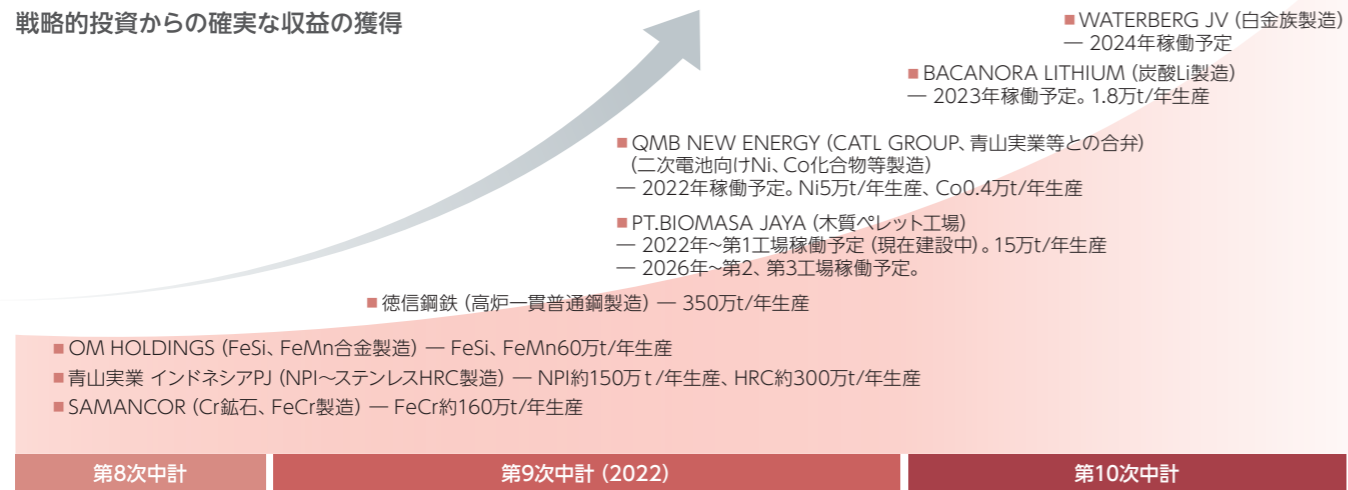 戦略的投資からの確実な収益の獲得
■ WATERBERG JV (白金族製造)
— 2024年稼働予定
■ BACANORA LITHIUM (炭酸Li製造)
— 2023年稼働予定。1.8万t/年生産
■ QMB NEW ENERGY (CATL GROUP、青山実業等との合弁)
(二次電池向けNi、Co化合物等製造)
— 2022年稼働予定。Ni5万t/年生産、Co0.4万t/年生産
■ PT.BIOMASA JAYA (木質ペレット工場)
— 2022年~第1工場稼働予定 (現在建設中)。15万t/年生産
— 2026年~第2、第3工場稼働予定。
■ 徳信鋼鉄 (高炉一貫普通鋼製造) — 350万t/年生産
■ OM HOLDINGS (FeSi、FeMn合金製造) — FeSi、FeMn60万t/年生産
■ 青山実業 インドネシアPJ (NPI~ステンレスHRC製造) — NPI約150万t/年生産、HRC約300万t/年生産
■ SAMANCOR (Cr鉱石、FeCr製造) — FeCr約160万t/年生産
第8次中計
第9次中計 (2022)
第10次中計